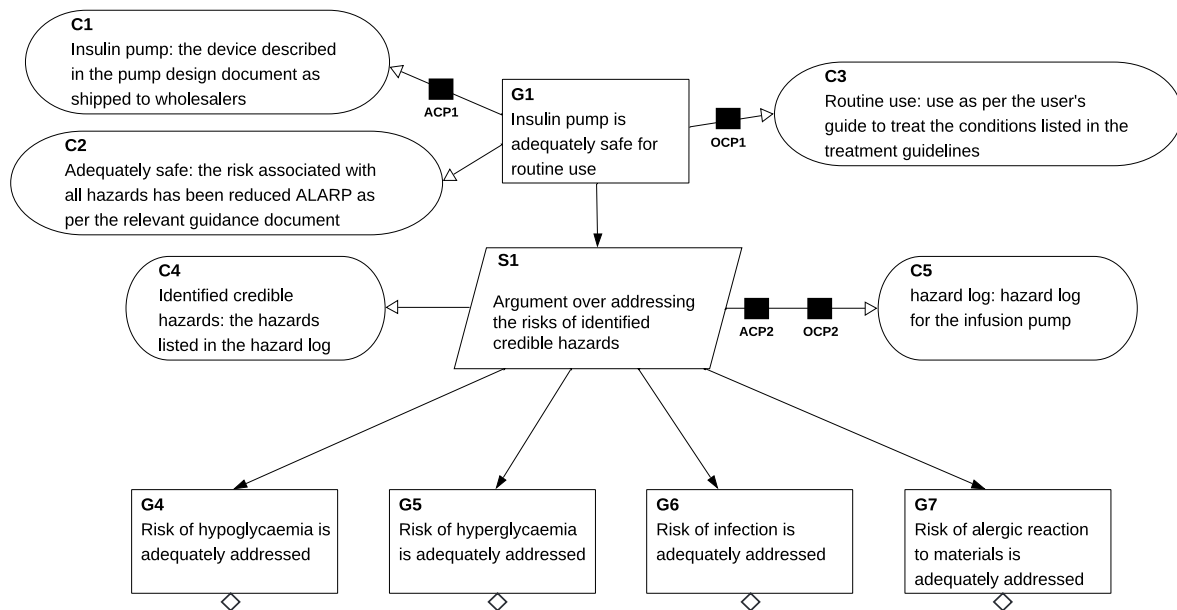 C1
Insulin pump: the device described
in the pump design document as
shipped to wholesalers
ACP1
G1
Insulin pump is
adequately safe for
routine use
OCP1
C3
Routine use: use as per the user's
guide to treat the conditions listed in the
treatment guidelines
C2
Adequately safe: the risk associated with
all hazards has been reduced ALARP as
per the relevant guidance document
C4
Identified credible
hazards: the hazards
listed in the hazard log
S1
Argument over addressing
the risks of identified
credible hazards
ACP2
OCP2
C5
hazard log: hazard log
for the infusion pump
G4
Risk of hypoglycaemia is
adequately addressed
G5
Risk of hyperglycaemia
is adequately addressed
G6
Risk of infection is
adequately addressed
G7
Risk of alergic reaction
to materials is
adequately addressed